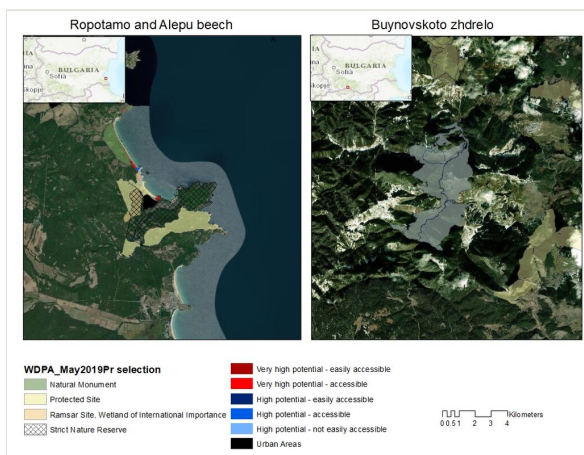 Ropotamo and Alepu beech
Buynovskoto zhdrelo
Sofia
BULGARIA
Skopje
Sofia
BULGARIA
Skopje
WDPA_May2019Pr selection
Natural Monument
Protected Site
Ramsar Site, Wetland of International Importance
Strict Nature Reserve
Very high potential - easily accessible
Very high potential - accessible
High potential - easily accessible
High potential - accessible
High potential - not easily accessible
Urban Areas
Kilometers
0 0.5 1 2 3 4